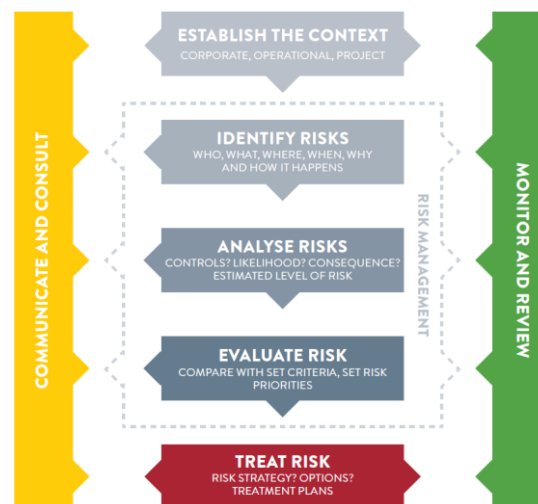 ESTABLISH THE CONTEXT
CORPORATE, OPERATIONAL, PROJECT
COMMUNICATE AND CONSULT
IDENTIFY RISKS
WHO, WHAT, WHERE, WHEN, WHY
AND HOW IT HAPPENS
ANALYSE RISKS
CONTROLS? LIKELIHOOD? CONSEQUENCE?
ESTIMATED LEVEL OF RISK
EVALUATE RISK
COMPARE WITH SET CRITERIA, SET RISK
PRIORITIES
RISK MANAGEMENT
MONITOR AND REVIEW
TREAT RISK
RISK STRATEGY? OPTIONS?
TREATMENT PLANS